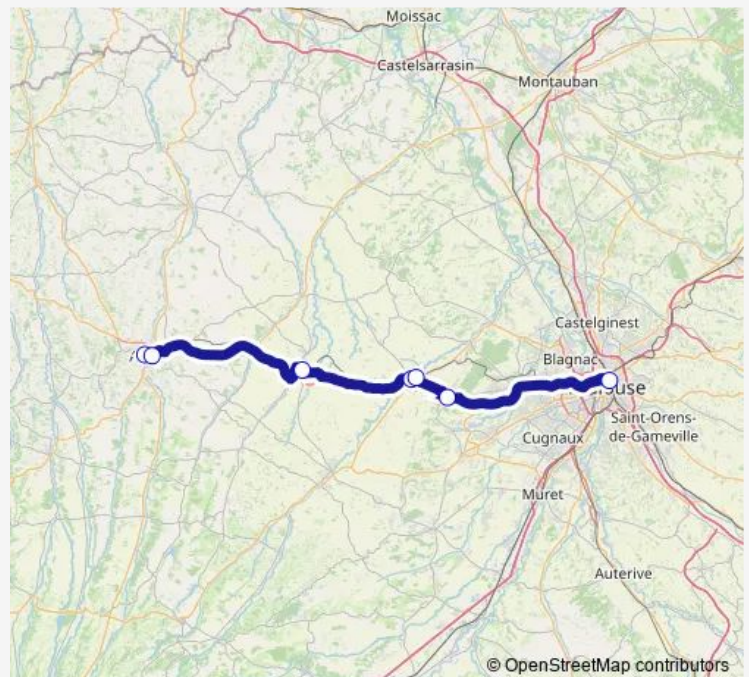 Moissac
Castelsarrasin
Montauban
Castelginest
Blagnac
Saint-Orens-
de-Gameville
Cugnaux
Muret
Auterive
© OpenStreetMap contributors